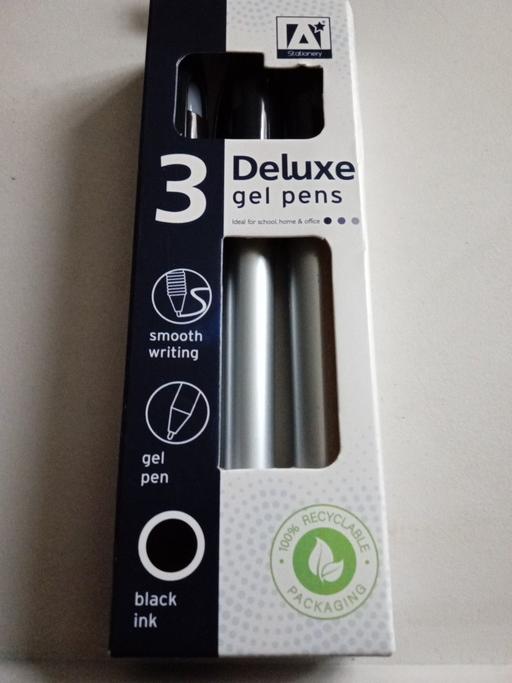 A
Stationery
3
Deluxe
gel pens
Ideal for school, home & office
smooth
writing
gel
pen
black
ink
100% RECYCLABLE
PACKAGING